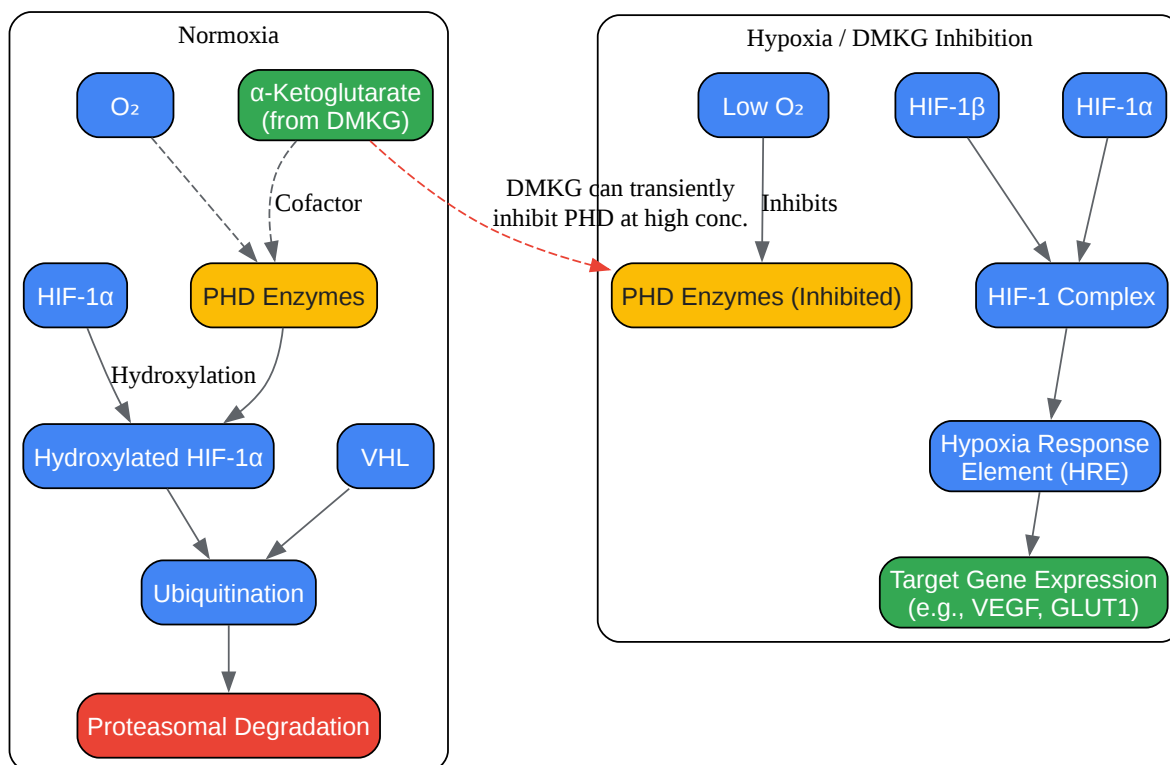 Normoxia
O₂
α-Ketoglutarate
(from DMKG)
Cofactor
HIF-1α
PHD Enzymes
Hydroxylation
Hydroxylated HIF-1α
VHL
Ubiquitination
Proteasomal Degradation
DMKG can transiently
inhibit PHD at high conc.
Hypoxia / DMKG Inhibition
Low O₂
HIF-1β
HIF-1α
Inhibits
PHD Enzymes (Inhibited)
HIF-1 Complex
Hypoxia Response
Element (HRE)
Target Gene Expression
(e.g., VEGF, GLUT1)